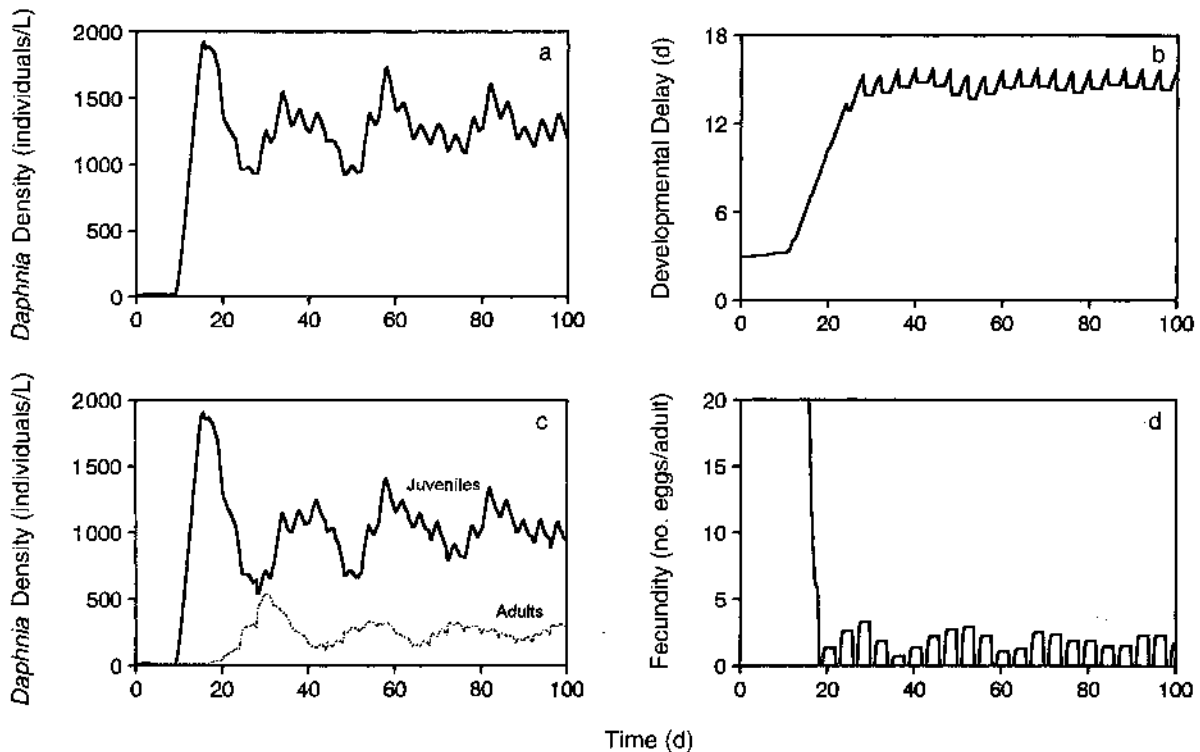 Daphnia Density (individuals/L)
2000
1500
1000
500
0
0 20 40 60 80 100
a
Developmental Delay (d)
18
12
6
0
0 20 40 60 80 100
b
Daphnia Density (individuals/L)
2000
1500
1000
500
0
0 20 40 60 80 100
c
Juveniles
Adults
Fecundity (no. eggs/adult)
20
15
10
5
0
0 20 40 60 80 100
d
Time (d)